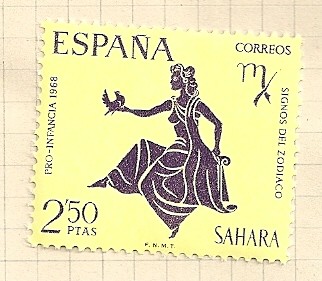 ESPAÑA
CORREOS
SIGNOS DEL ZODIACO
PRO-INFANCIA 1968
2'50
PTAS
F.N.M.T.
SAHARA